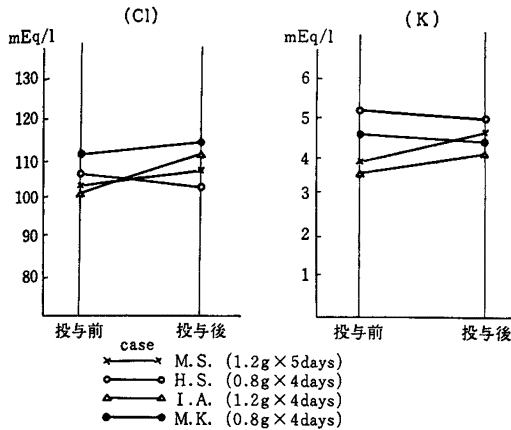 (Cl)
mEq/l
130
120
110
100
90
80
投与前
投与後
(K)
mEq/l
6
5
4
3
2
1
投与前
投与後
case
M.S. (1.2g×5days)
H.S. (0.8g×4days)
I.A. (1.2g×4days)
M.K. (0.8g×4days)